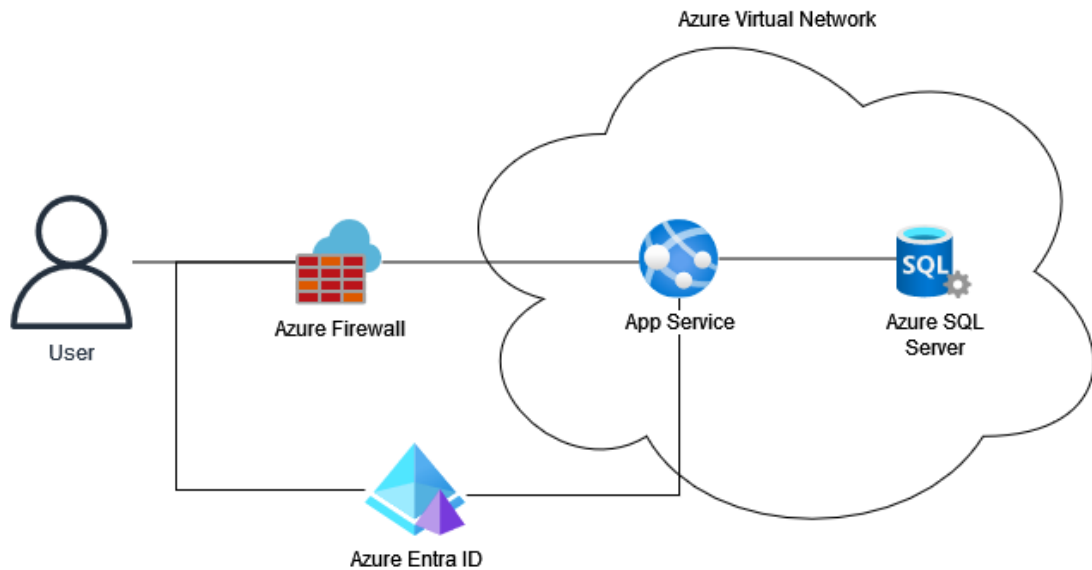 Azure Virtual Network
User
Azure Firewall
App Service
SQL
Azure SQL
Server
Azure Entra ID